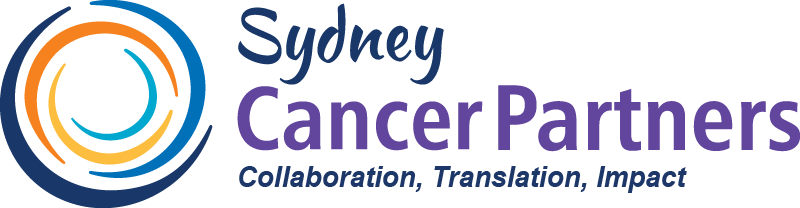 Sydney
Cancer Partners
Collaboration, Translation, Impact